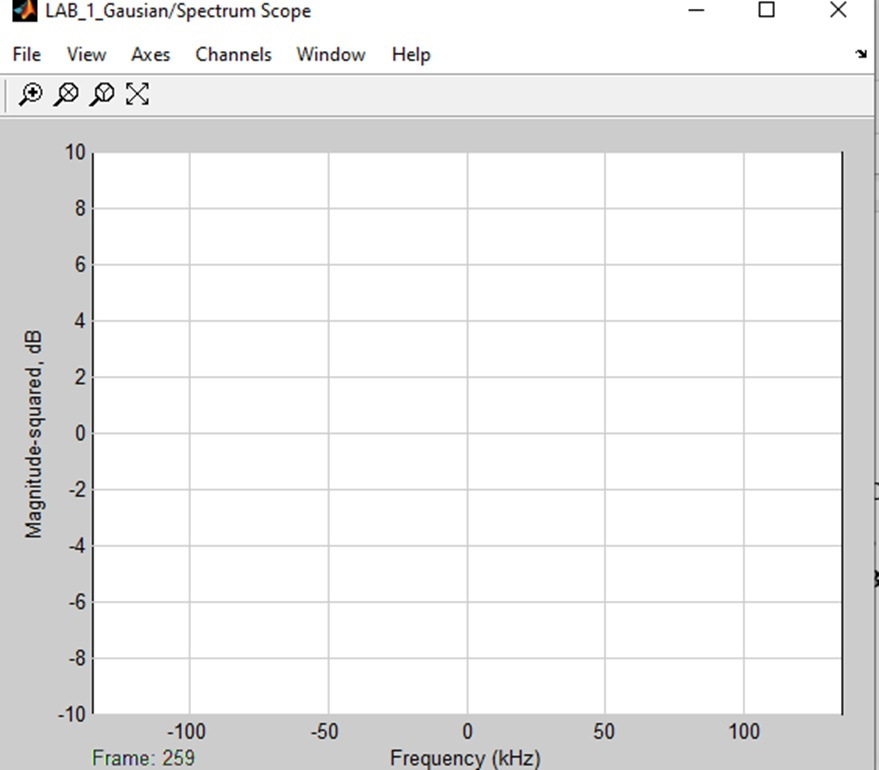 LAB_1_Gausian/Spectrum Scope
File View Axes Channels Window Help
10
8
6
4
2
0
-2
-4
-6
-8
-10
Magnitude-squared, dB
-100 -50 0 50 100
Frame: 259 Frequency (kHz)